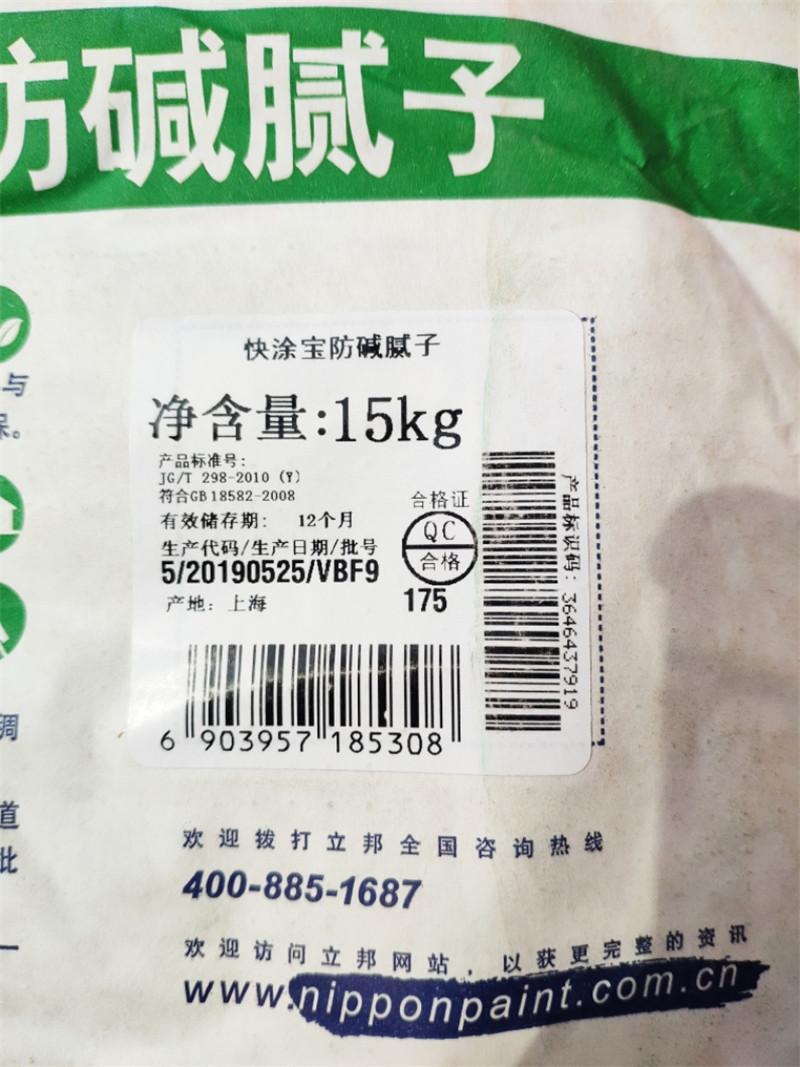 防碱腻子
与
保。
快涂宝防碱腻子
净含量:15kg
产品标准号:
JG/T 298-2010 (Y)
符合GB 18582-2008
有效储存期: 12个月
生产代码/生产日期/批号
5/20190525/VBF9
产地: 上海
合格证
QC
合格
175
产品标识码: 3646437919
6 903957 185308
调
道
批
欢迎拨打立邦全国咨询热线
400-885-1687
欢迎访问立邦网站，以获更完整的资讯
www.nipponpaint.com.cn